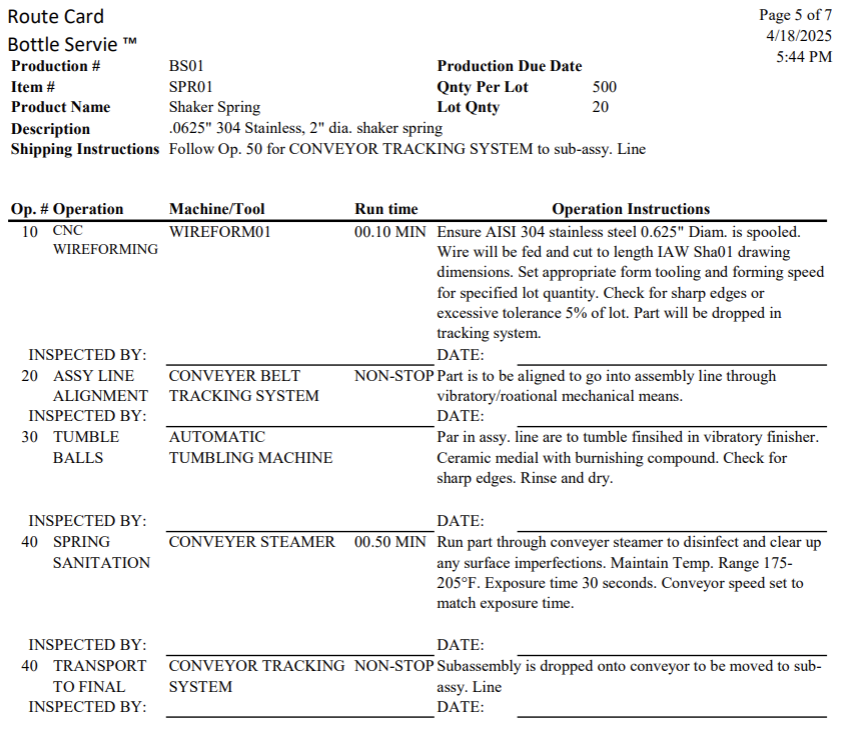 Route Card Page 5 of 7
Bottle Servie ™ 4/18/2025
5:44 PM
Production # BS01 Production Due Date
Item # SPR01 Qnty Per Lot 500
Product Name Shaker Spring Lot Qnty 20
Description .0625" 304 Stainless, 2" dia. shaker spring
Shipping Instructions Follow Op. 50 for CONVEYOR TRACKING SYSTEM to sub-assy. Line
Op. # Operation Machine/Tool Run time Operation Instructions
10 CNC WIREFORM01 00.10 MIN Ensure AISI 304 stainless steel 0.625" Diam. is spooled.
WIREFORMING Wire will be fed and cut to length IAW Sha01 drawing
dimensions. Set appropriate form tooling and forming speed
for specified lot quantity. Check for sharp edges or
excessive tolerance 5% of lot. Part will be dropped in
tracking system.
INSPECTED BY: DATE:
20 ASSY LINE CONVEYER BELT NON-STOP Part is to be aligned to go into assembly line through
ALIGNMENT TRACKING SYSTEM vibratory/roational mechanical means.
INSPECTED BY: DATE:
30 TUMBLE AUTOMATIC Par in assy. line are to tumble finsihed in vibratory finisher.
BALLS TUMBLING MACHINE Ceramic medial with burnishing compound. Check for
sharp edges. Rinse and dry.
INSPECTED BY: DATE:
40 SPRING CONVEYER STEAMER 00.50 MIN Run part through conveyer steamer to disinfect and clear up
SANITATION any surface imperfections. Maintain Temp. Range 175-
205°F. Exposure time 30 seconds. Conveyor speed set to
match exposure time.
INSPECTED BY: DATE:
40 TRANSPORT CONVEYOR TRACKING NON-STOP Subassembly is dropped onto conveyor to be moved to sub-
TO FINAL SYSTEM assy. Line
INSPECTED BY: DATE: